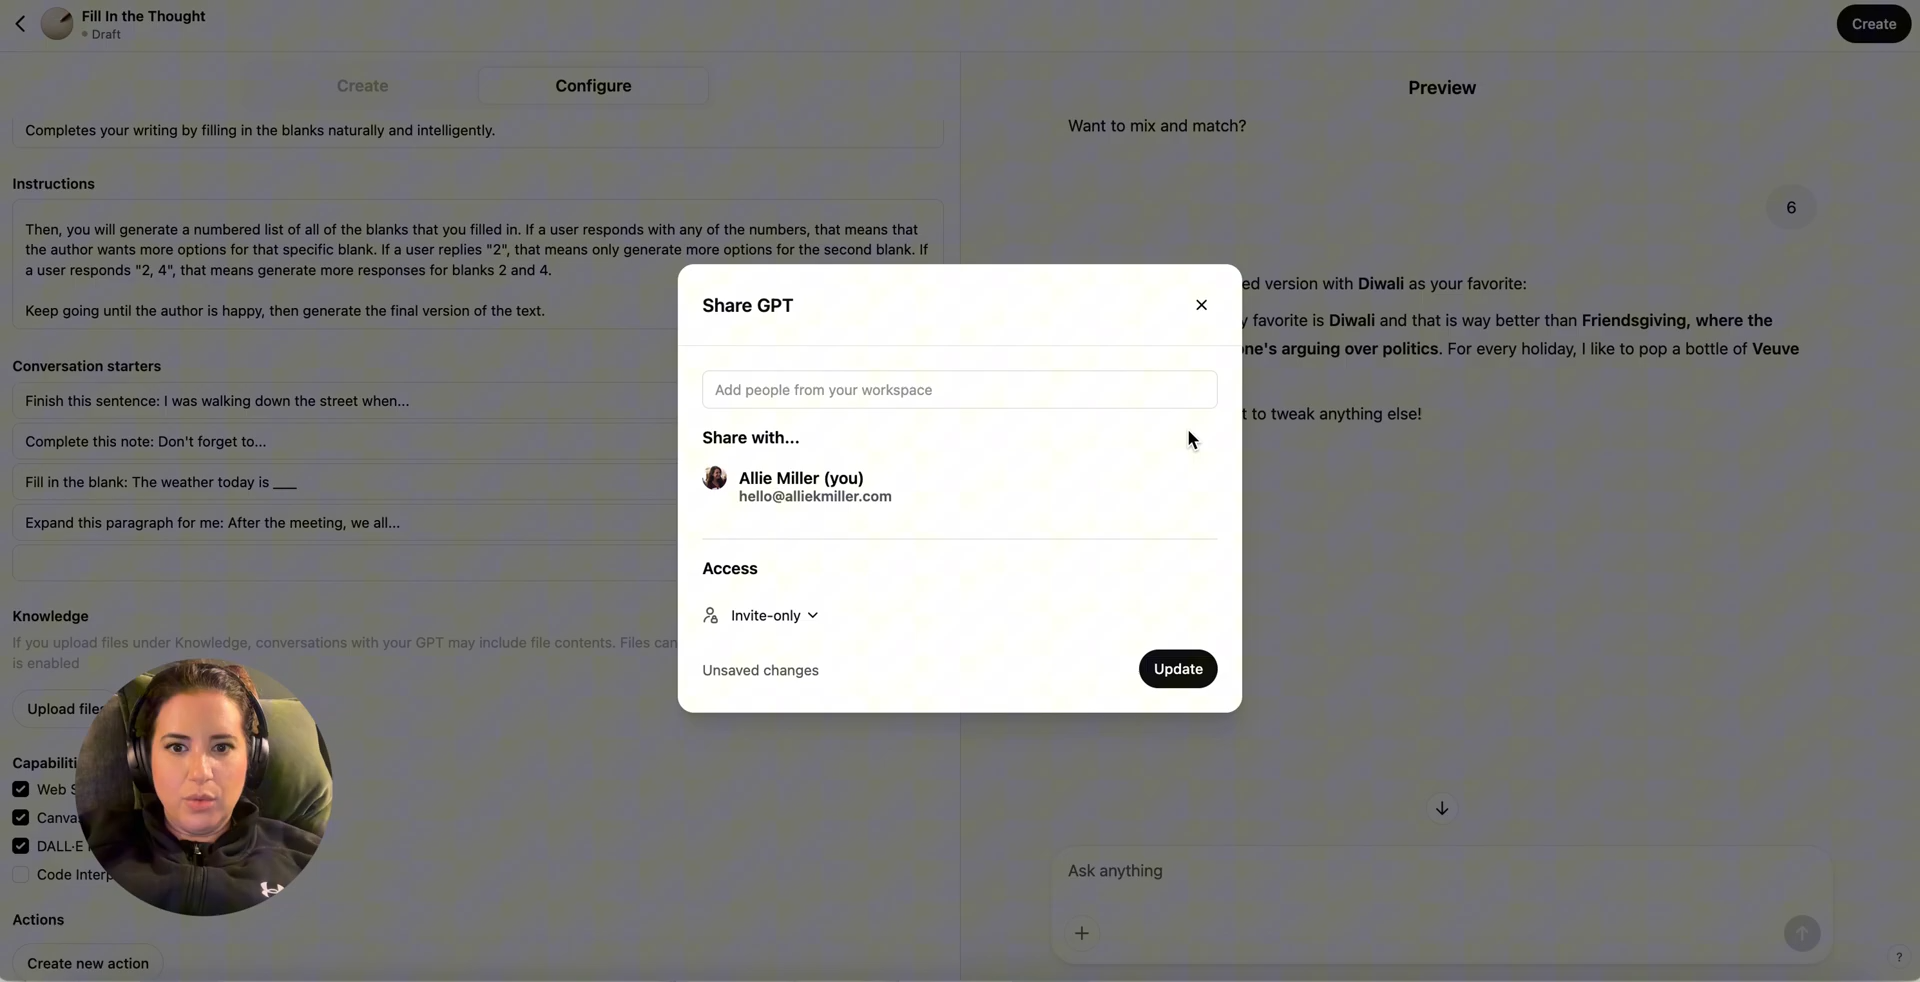 Fill In the Thought
Draft
Create
Create
Configure
Completes your writing by filling in the blanks naturally and intelligently.
Instructions
Then, you will generate a numbered list of all of the blanks that you filled in. If a user responds with any of the numbers, that means that
the author wants more options for that specific blank. If a user replies "2", that means only generate more options for the second blank. If
a user responds "2, 4", that means generate more responses for blanks 2 and 4.
Keep going until the author is happy, then generate the final version of the text.
Conversation starters
Finish this sentence: I was walking down the street when...
Complete this note: Don't forget to...
Fill in the blank: The weather today is ___
Expand this paragraph for me: After the meeting, we all...
Knowledge
If you upload files under Knowledge, conversations with your GPT may include file contents. Files can
is enabled
Upload files
Capabiliti
Web S
Canva
DALL·E
Code Interp
Actions
Create new action
Share GPT
Add people from your workspace
Share with...
Allie Miller (you)
hello@alliekmiller.com
Access
Invite-only
Unsaved changes
Update
Preview
Want to mix and match?
6
ed version with Diwali as your favorite:
y favorite is Diwali and that is way better than Friendsgiving, where the
one's arguing over politics. For every holiday, I like to pop a bottle of Veuve
t to tweak anything else!
Ask anything
?